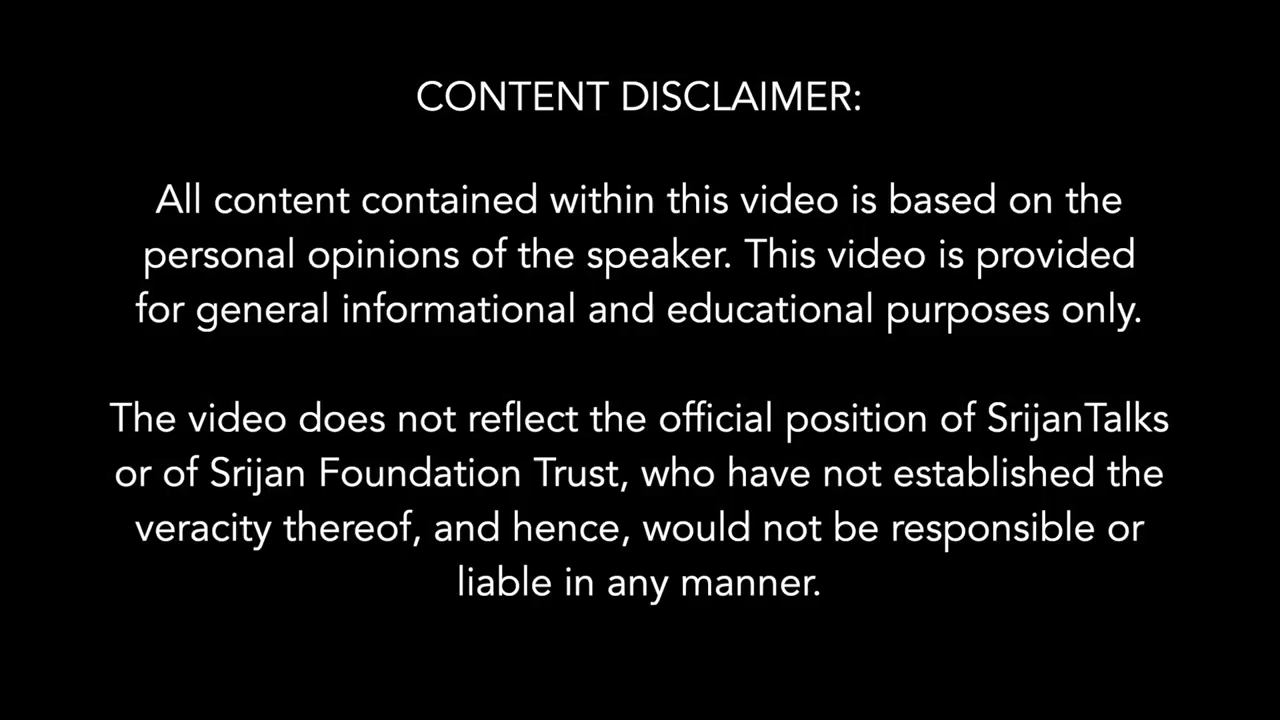 CONTENT DISCLAIMER:
All content contained within this video is based on the
personal opinions of the speaker. This video is provided
for general informational and educational purposes only.
The video does not reflect the official position of SrijanTalks
or of Srijan Foundation Trust, who have not established the
veracity thereof, and hence, would not be responsible or
liable in any manner.